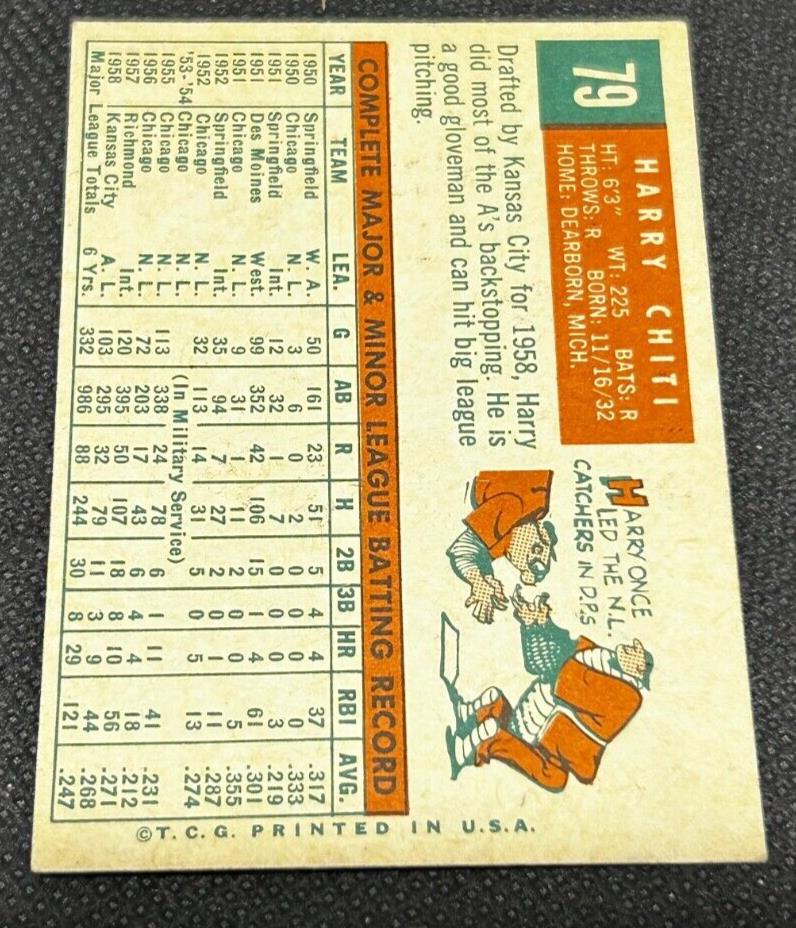 79
HARRY CHITI
HT: 6'3" WT: 225 BATS: R
THROWS: R BORN: 11/16/32
HOME: DEARBORN, MICH.
Drafted by Kansas City for 1958, Harry
did most of the A's backstopping. He is
a good gloveman and can hit big league
pitching.
HARRY ONCE
LED THE N.L.
CATCHERS IN D.P.S
COMPLETE MAJOR & MINOR LEAGUE BATTING RECORD
YEAR TEAM LEA. G AB R H 2B 3B HR RBI AVG.
1950 Springfield W. A. 50 161 23 51 5 4 4 37 .317
1950 Chicago N. L. 3 6 0 2 0 0 0 0 .333
1951 Springfield Int. 12 32 1 7 0 0 0 3 .219
1951 Des Moines West. 99 352 42 106 15 1 4 61 .301
1951 Chicago N. L. 9 31 1 11 2 0 0 5 .355
1952 Springfield Int. 35 94 7 27 2 0 1 11 .287
1952 Chicago N. L. 32 113 14 31 5 0 5 13 .274
'53-'54 Chicago N. L. (In Military Service)
1955 Chicago N. L. 113 338 24 78 6 1 11 41 .231
1956 Chicago N. L. 72 203 17 43 6 4 4 18 .212
1957 Richmond Int. 120 395 50 107 18 8 10 56 .271
1958 Kansas City A. L. 103 295 32 79 11 3 9 44 .268
Major League Totals 6 Yrs. 332 986 88 244 30 8 29 121 .247
©T. C. G. PRINTED IN U.S.A.